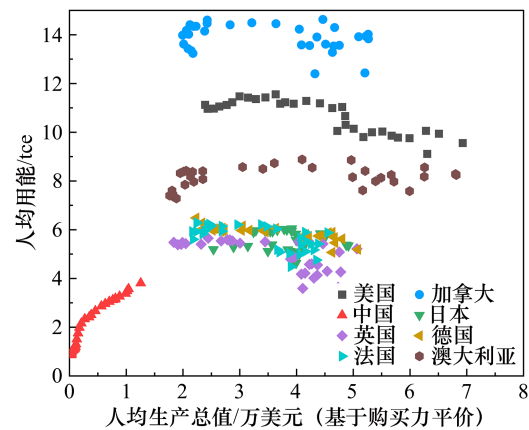 人均用能/tce
14
12
10
8
6
4
2
0
美国 加拿大
中国 日本
英国 德国
法国 澳大利亚
0 1 2 3 4 5 6 7 8
人均生产总值/万美元（基于购买力平价）